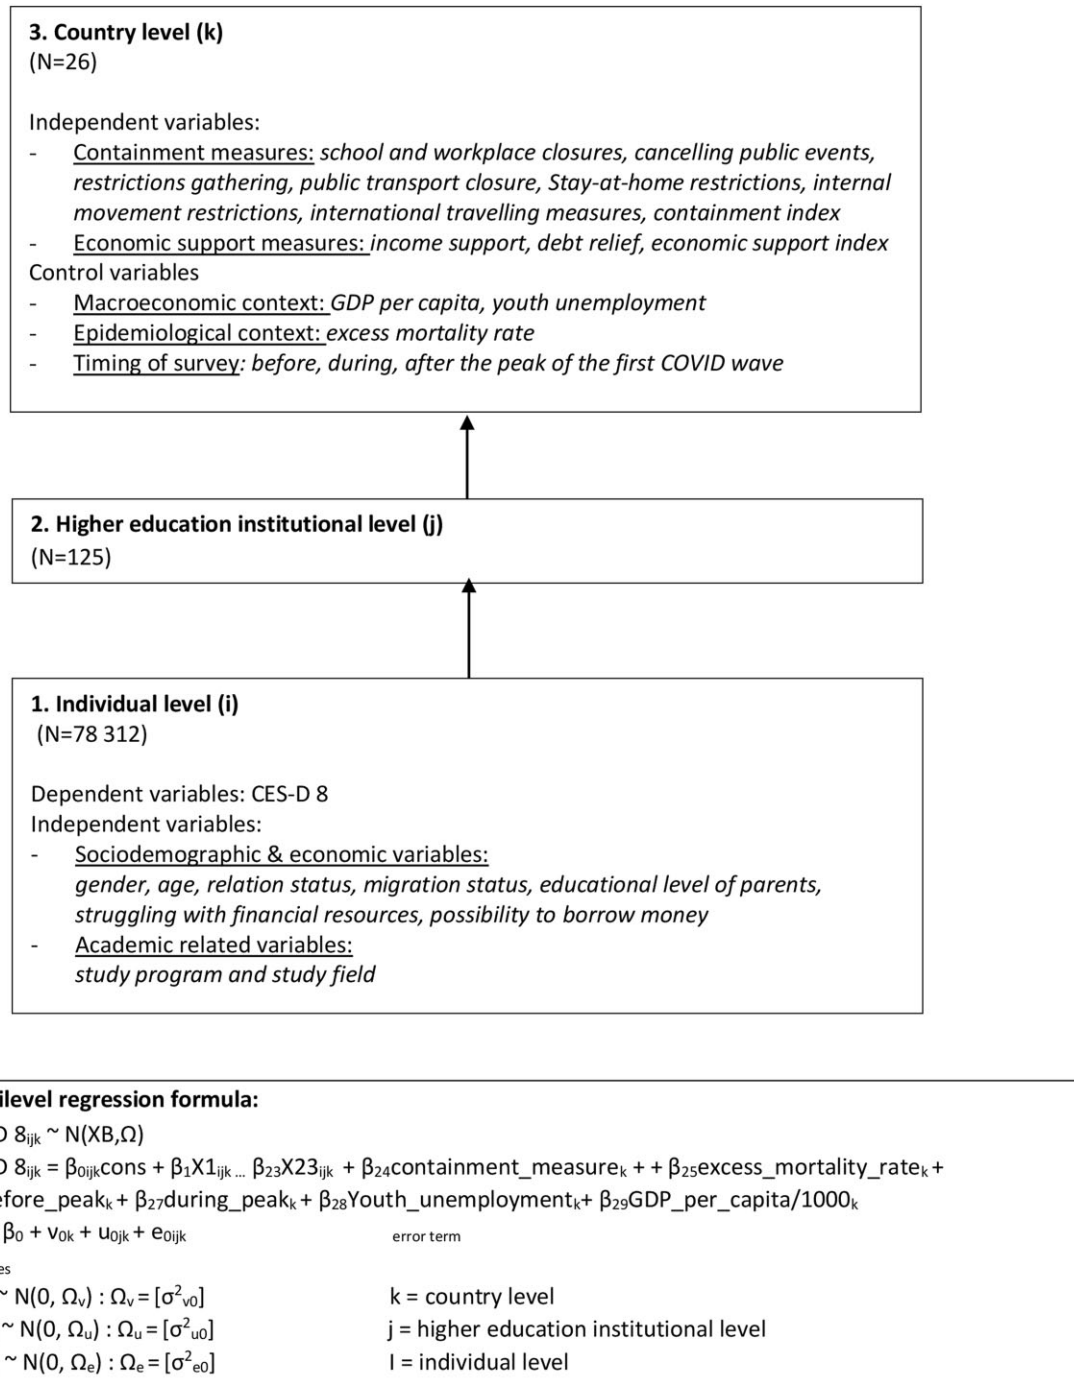 3. Country level (k)
(N=26)
Independent variables:
- Containment measures: school and workplace closures, cancelling public events,
restrictions gathering, public transport closure, Stay-at-home restrictions, internal
movement restrictions, international travelling measures, containment index
- Economic support measures: income support, debt relief, economic support index
Control variables
- Macroeconomic context: GDP per capita, youth unemployment
- Epidemiological context: excess mortality rate
- Timing of survey: before, during, after the peak of the first COVID wave
2. Higher education institutional level (j)
(N=125)
1. Individual level (i)
(N=78 312)
Dependent variables: CES-D 8
Independent variables:
- Sociodemographic & economic variables:
gender, age, relation status, migration status, educational level of parents,
struggling with financial resources, possibility to borrow money
- Academic related variables:
study program and study field
ilevel regression formula:
D 8ijk ~ N(XB,Ω)
D 8ijk = β0ijkcons + β1X1ijk ... β23X23ijk + β24containment_measurek + + β25excess_mortality_ratek +
efore_peakk + β27during_peakk + β28Youth_unemploymentk+ β29GDP_per_capita/1000k
β0 + v0k + u0jk + e0ijk error term
es
~ N(0, Ωv) : Ωv = [σ²v0] k = country level
~ N(0, Ωu) : Ωu = [σ²u0] j = higher education institutional level
~ N(0, Ωe) : Ωe = [σ²e0] I = individual level